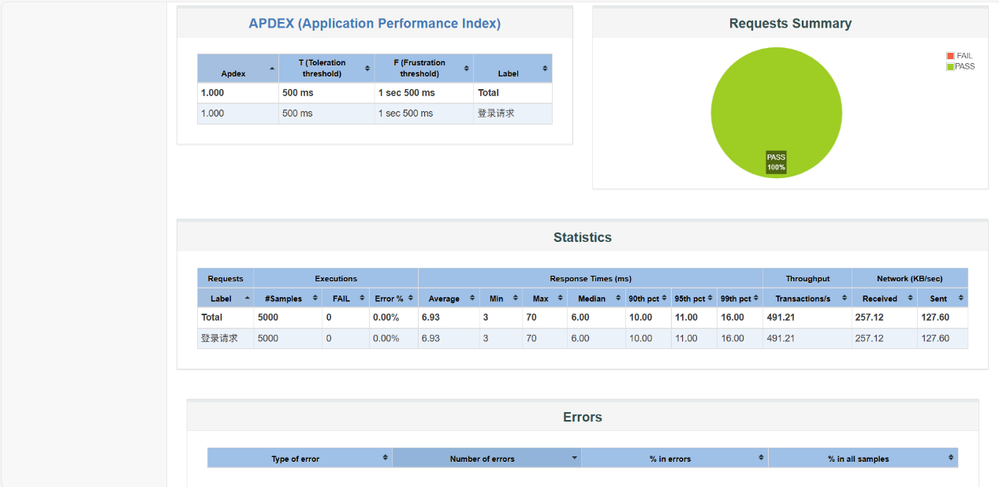 APDEX (Application Performance Index)
Apdex T (Toleration threshold) F (Frustration threshold) Label
1.000 500 ms 1 sec 500 ms Total
1.000 500 ms 1 sec 500 ms 登录请求
Requests Summary
FAIL
PASS
PASS
100%
Statistics
Requests Executions Response Times (ms) Throughput Network (KB/sec)
Label #Samples FAIL Error % Average Min Max Median 90th pct 95th pct 99th pct Transactions/s Received Sent
Total 5000 0 0.00% 6.93 3 70 6.00 10.00 11.00 16.00 491.21 257.12 127.60
登录请求 5000 0 0.00% 6.93 3 70 6.00 10.00 11.00 16.00 491.21 257.12 127.60
Errors
Type of error Number of errors % in errors % in all samples